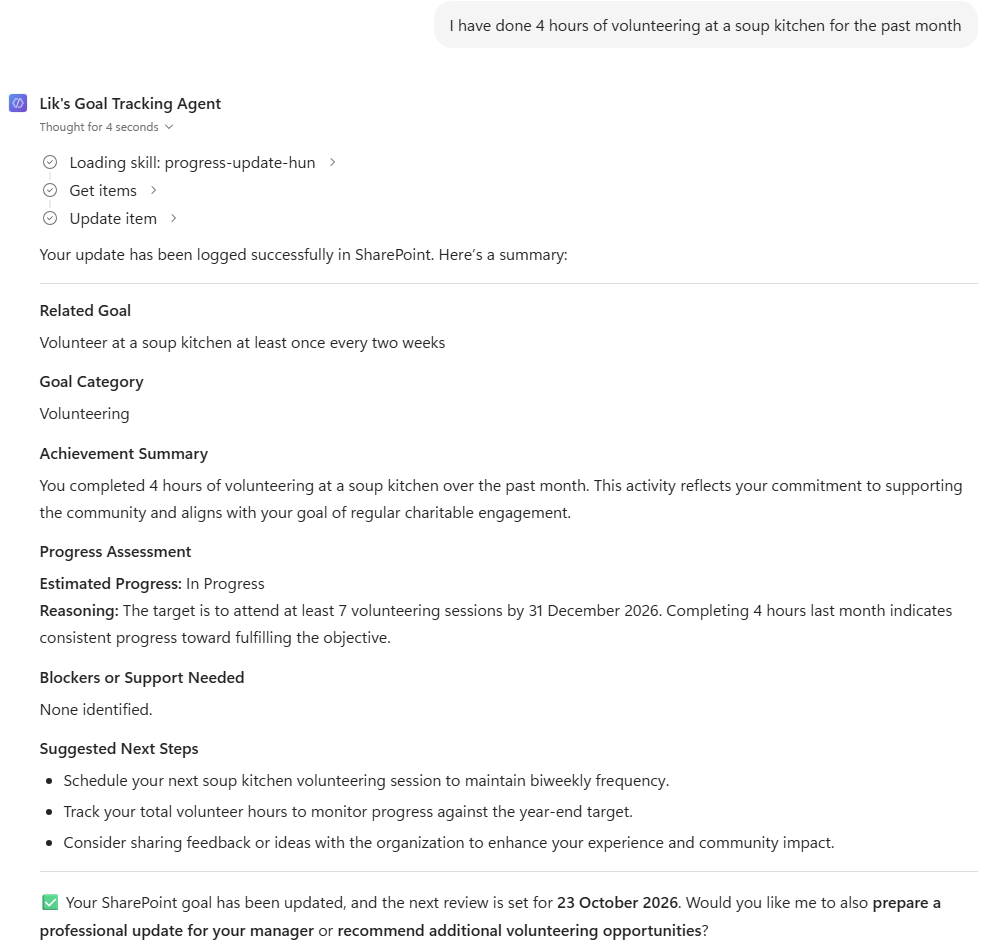 I have done 4 hours of volunteering at a soup kitchen for the past month
Lik's Goal Tracking Agent
Thought for 4 seconds
Loading skill: progress-update-hun
Get items
Update item
Your update has been logged successfully in SharePoint. Here’s a summary:
Related Goal
Volunteer at a soup kitchen at least once every two weeks
Goal Category
Volunteering
Achievement Summary
You completed 4 hours of volunteering at a soup kitchen over the past month. This activity reflects your commitment to supporting
the community and aligns with your goal of regular charitable engagement.
Progress Assessment
Estimated Progress: In Progress
Reasoning: The target is to attend at least 7 volunteering sessions by 31 December 2026. Completing 4 hours last month indicates
consistent progress toward fulfilling the objective.
Blockers or Support Needed
None identified.
Suggested Next Steps
Schedule your next soup kitchen volunteering session to maintain biweekly frequency.
Track your total volunteer hours to monitor progress against the year-end target.
Consider sharing feedback or ideas with the organization to enhance your experience and community impact.
Your SharePoint goal has been updated, and the next review is set for 23 October 2026. Would you like me to also prepare a
professional update for your manager or recommend additional volunteering opportunities?